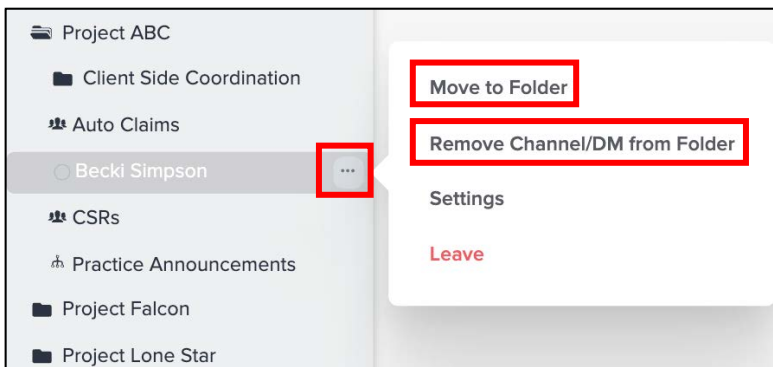 Project ABC
Client Side Coordination
Auto Claims
Becki Simpson
CSRs
Practice Announcements
Project Falcon
Project Lone Star
Move to Folder
Remove Channel/DM from Folder
Settings
Leave